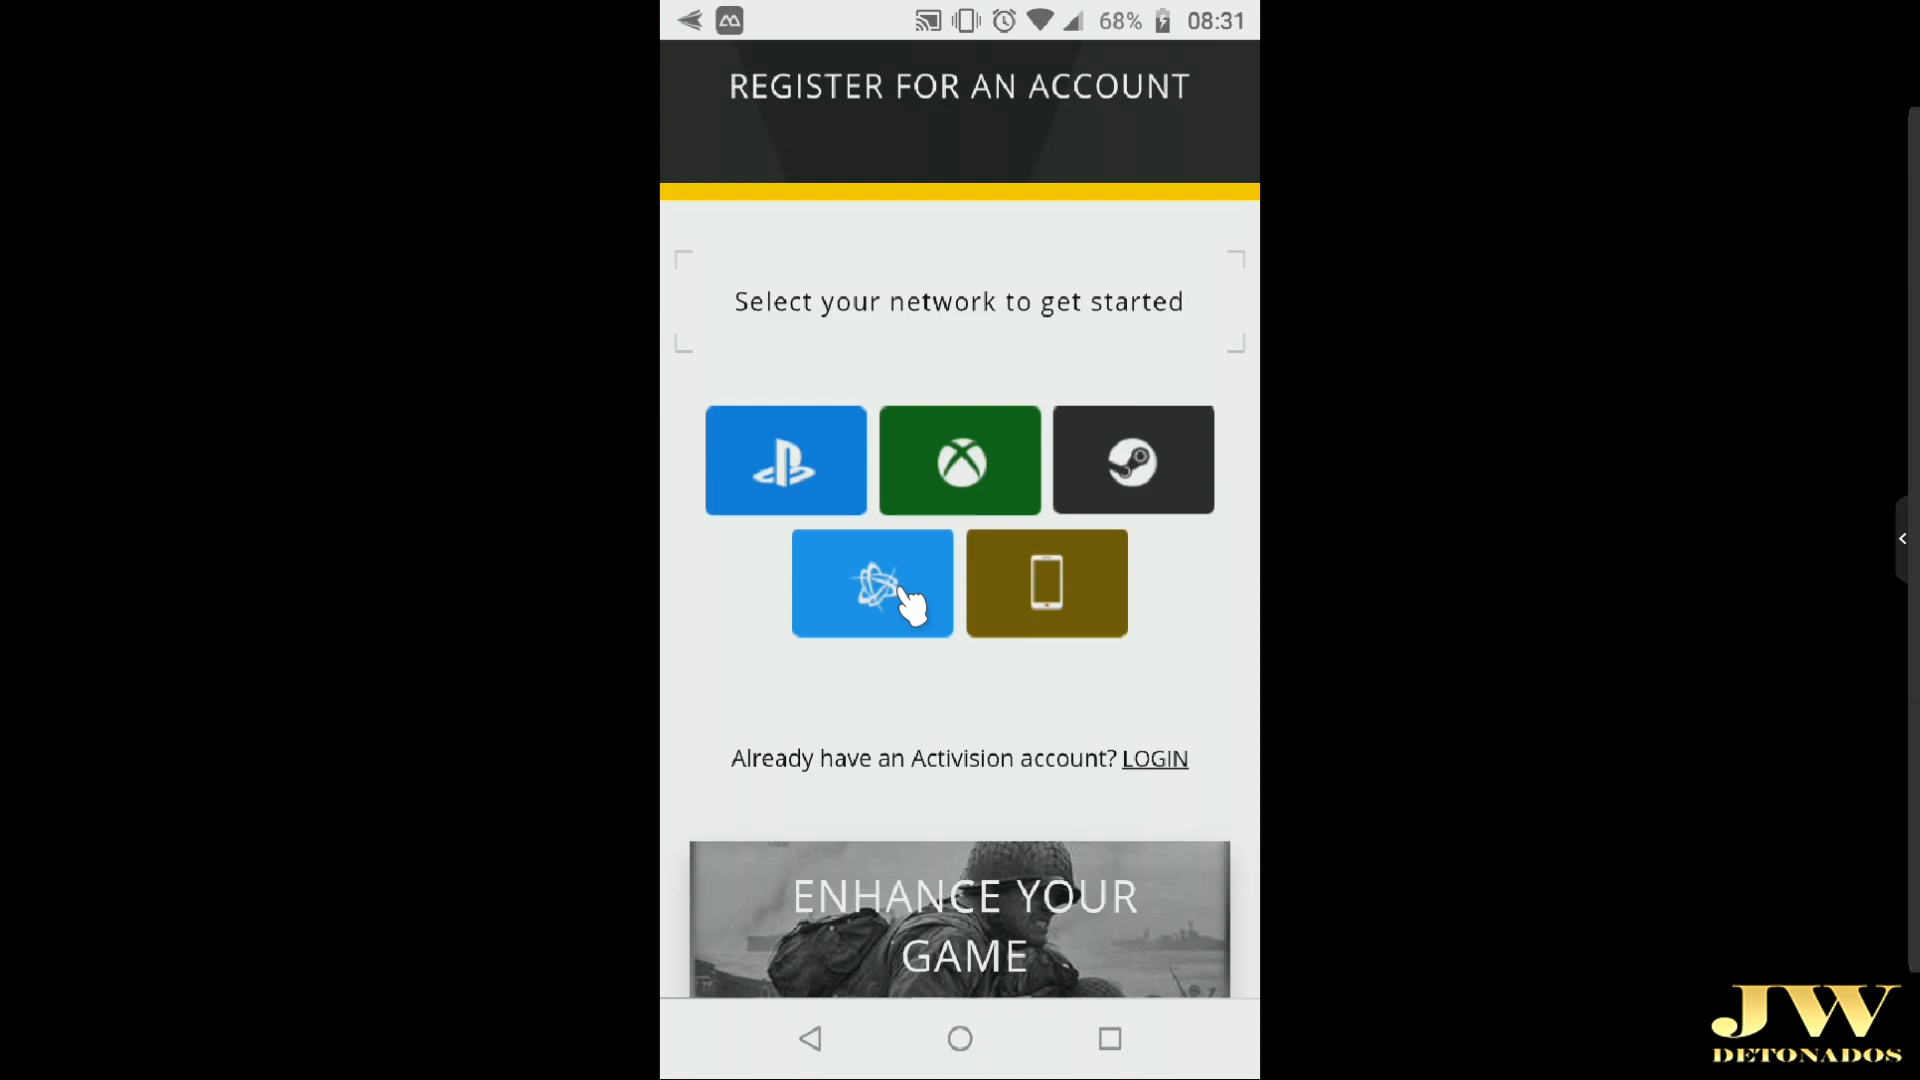 68% 08:31
REGISTER FOR AN ACCOUNT
Select your network to get started
Already have an Activision account? LOGIN
ENHANCE YOUR
GAME
JW
DETONADOS